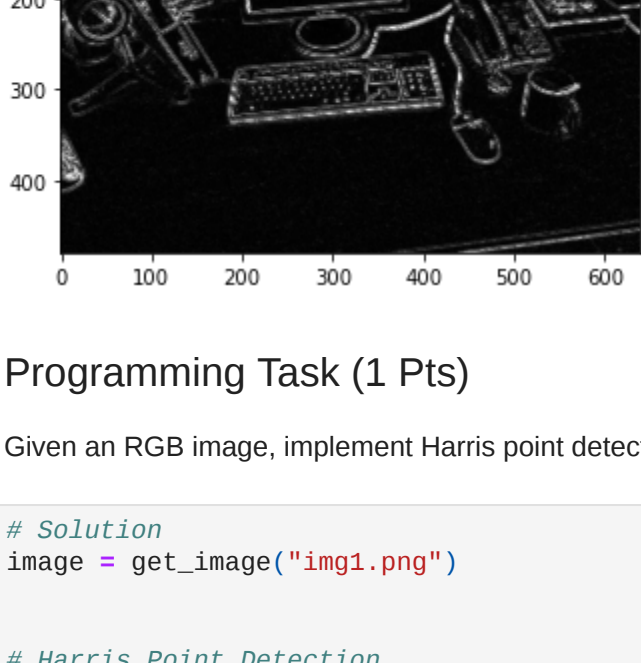 200
300
400
0 100 200 300 400 500 600
Programming Task (1 Pts)
Given an RGB image, implement Harris point detec
# Solution
image = get_image("img1.png")
# Harris Point Detection